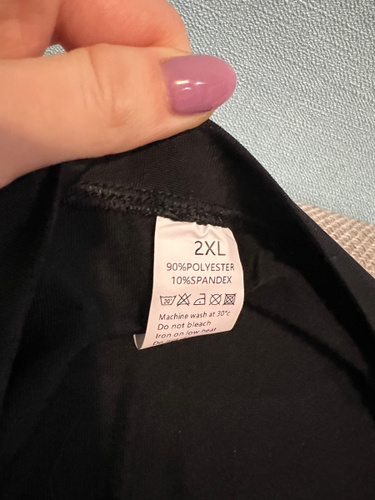 2XL
90%POLYESTER
10%SPANDEX
Machine wash at 30°c
Do not bleach
Iron on low heat